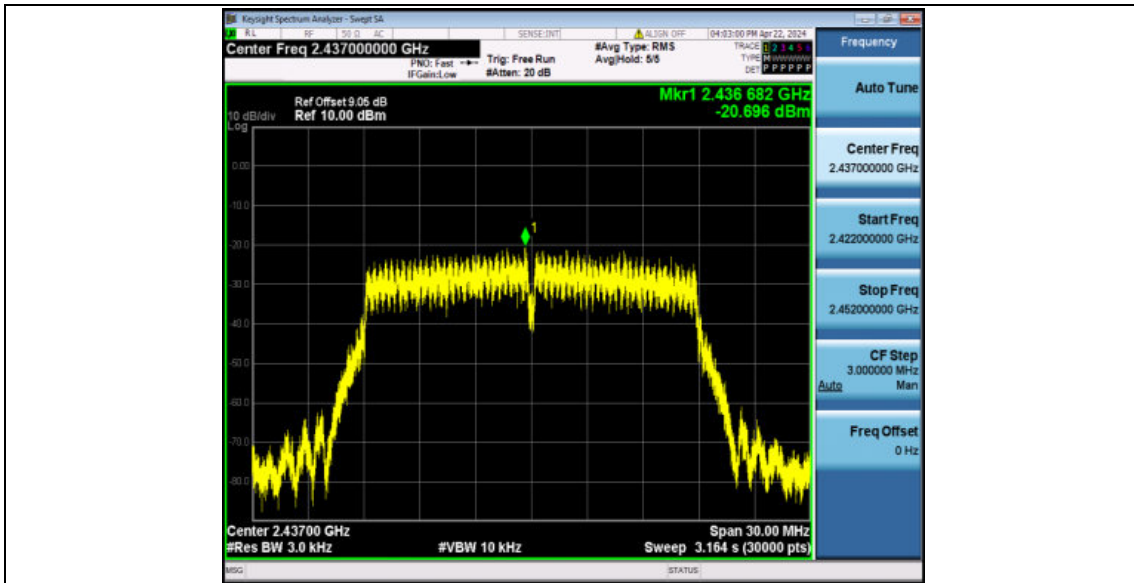 Keysight Spectrum Analyzer - Swept SA
RL RF 50 Ω AC SENSE:INT ALIGN OFF 04:03:00 PM Apr 22, 2024
Center Freq 2.437000000 GHz
PNO: Fast
IFGain:Low
Trig: Free Run
#Atten: 20 dB
#Avg Type: RMS
Avg|Hold: 5/5
TRACE 1 2 3 4 5 6
TYPE M WWWWW
DET P P P P P P
Ref Offset 9.05 dB
10 dB/div Ref 10.00 dBm
Log
Mkr1 2.436 682 GHz
-20.696 dBm
1
0.00
-10.0
-20.0
-30.0
-40.0
-50.0
-60.0
-70.0
-80.0
Center 2.43700 GHz Span 30.00 MHz
#Res BW 3.0 kHz #VBW 10 kHz Sweep 3.164 s (30000 pts)
MSG STATUS
Frequency
Auto Tune
Center Freq
2.437000000 GHz
Start Freq
2.422000000 GHz
Stop Freq
2.452000000 GHz
CF Step
3.000000 MHz
Auto Man
Freq Offset
0 Hz